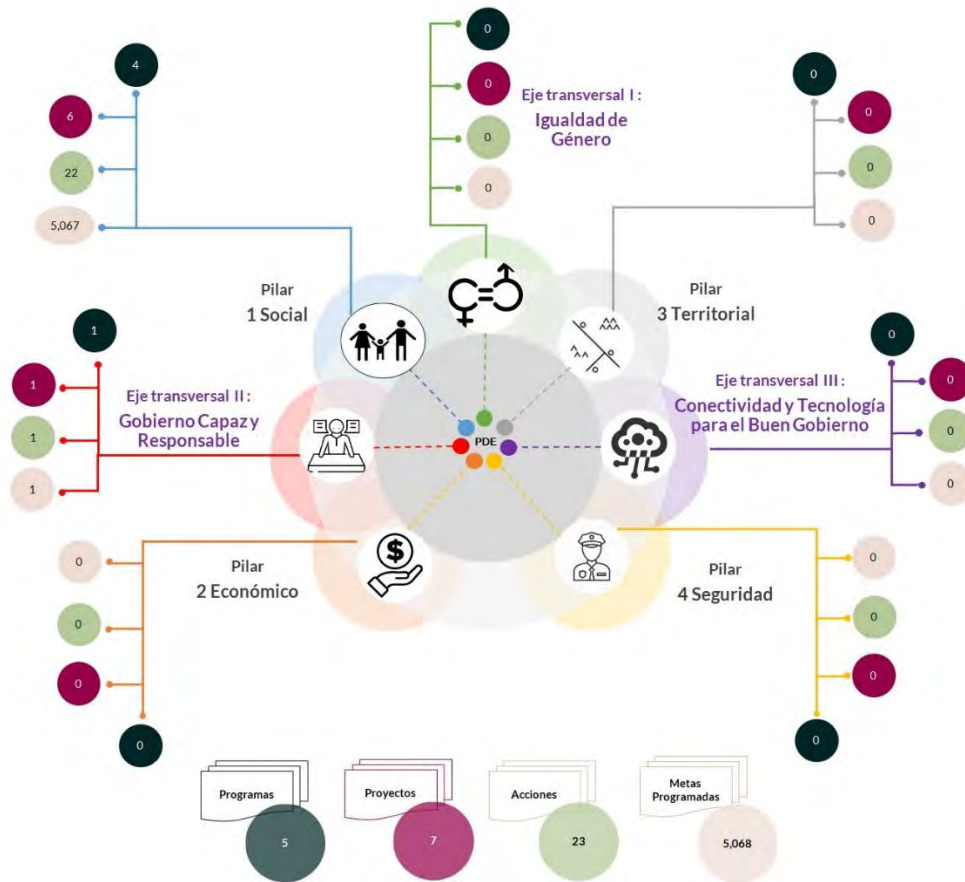 4
6
22
5,067
Pilar
1 Social
0
0
0
0
Eje transversal I :
Igualdad de
Género
0
0
0
0
Pilar
3 Territorial
1
1
1
1
Eje transversal II :
Gobierno Capaz y
Responsable
PDE
0
0
0
0
Eje transversal III :
Conectividad y Tecnología
para el Buen Gobierno
0
0
0
0
Pilar
2 Económico
$
0
0
0
0
Pilar
4 Seguridad
Programas
5
Proyectos
7
Acciones
23
Metas
Programadas
5,068